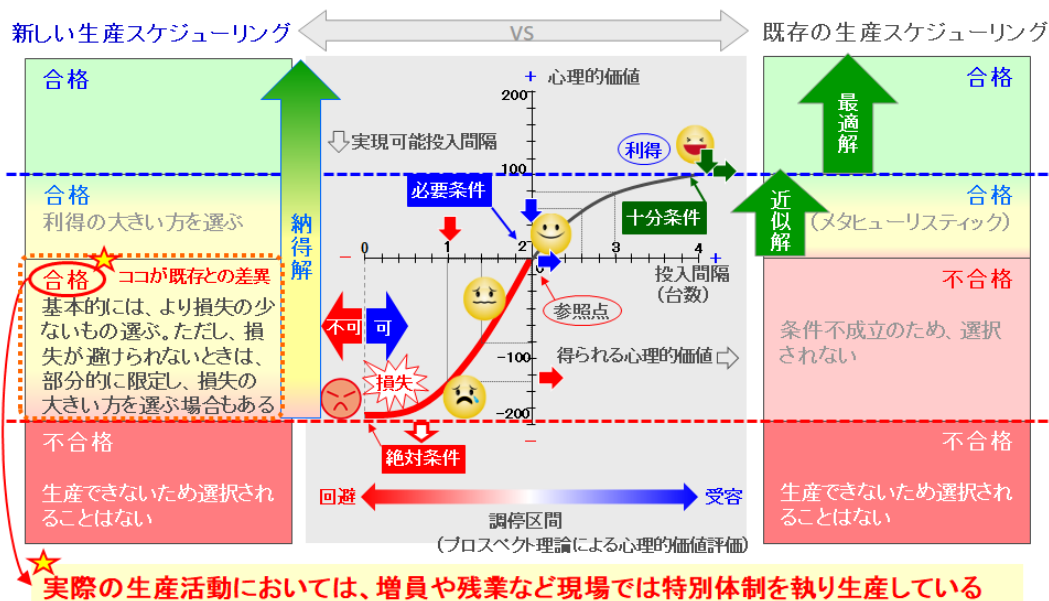 新しい生産スケジューリング
VS
既存の生産スケジューリング
合格
合格
利得の大きい方を選ぶ
合格
ココが既存との差異
基本的には、より損失の少
ないもの選ぶ。ただし、損
失が避けられないときは、
部分的に限定し、損失の
大きい方を選ぶ場合もある
不合格
生産できないため選択され
ることはない
納得解
+ 心理的価値
200
実現可能投入間隔
利得
100
必要条件
十分条件
0
1
2
3
4
－
0
+
投入間隔
(台数)
参照点
不可
可
-100
得られる心理的価値
損失
-200
－
絶対条件
回避
受容
調停区間
(プロスペクト理論による心理的価値評価)
合格
最適解
合格
近似解
(メタヒューリスティック)
不合格
条件不成立のため、選択
されない
不合格
生産できないため選択され
ることはない
実際の生産活動においては、増員や残業など現場では特別体制を執り生産している